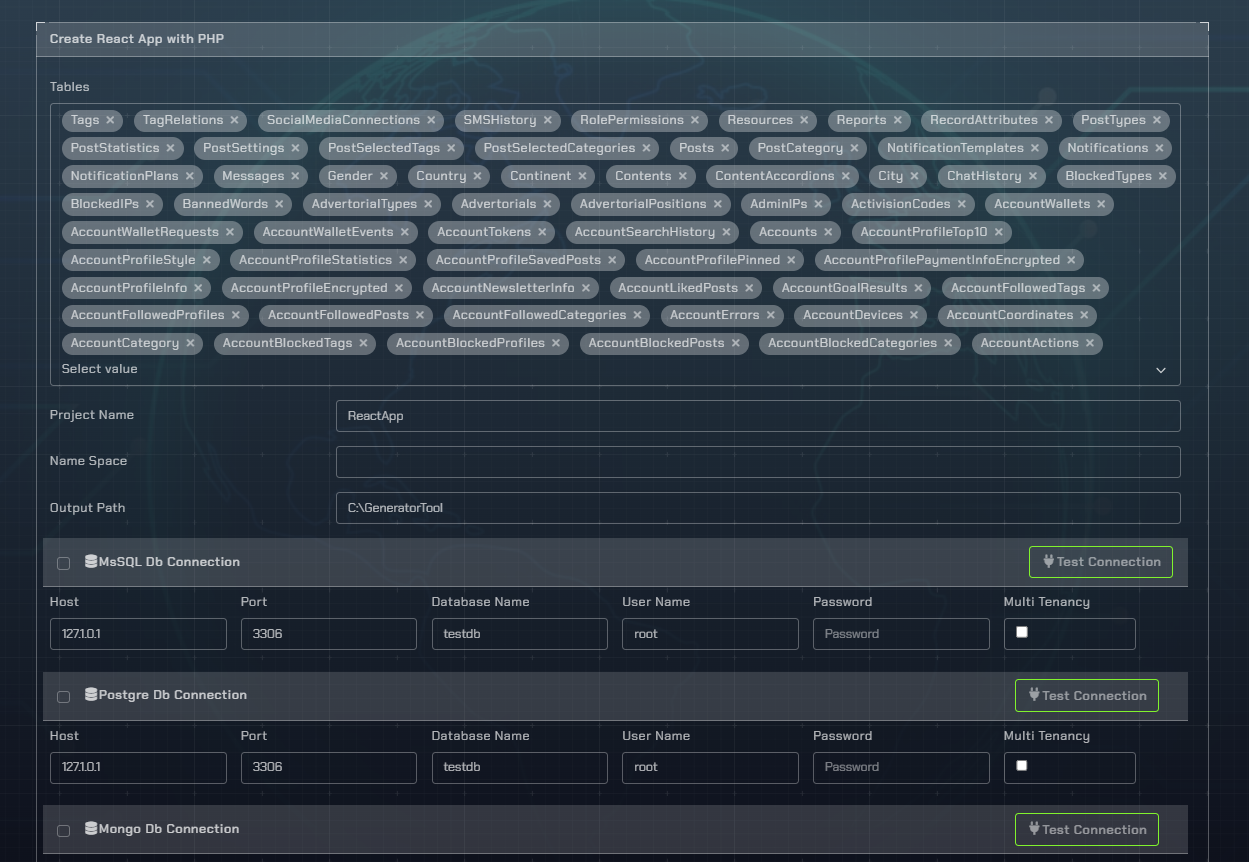 Create React App with PHP
Tables
Tags × TagRelations × SocialMediaConnections × SMSHistory × RolePermissions × Resources × Reports × RecordAttributes × PostTypes ×
PostStatistics × PostSettings × PostSelectedTags × PostSelectedCategories × Posts × PostCategory × NotificationTemplates × Notifications ×
NotificationPlans × Messages × Gender × Country × Continent × Contents × ContentAccordions × City × ChatHistory × BlockedTypes ×
BlockedIPs × BannedWords × AdvertorialTypes × Advertorials × AdvertorialPositions × AdminIPs × ActivisionCodes × AccountWallets ×
AccountWalletRequests × AccountWalletEvents × AccountTokens × AccountSearchHistory × Accounts × AccountProfileTop10 ×
AccountProfileStyle × AccountProfileStatistics × AccountProfileSavedPosts × AccountProfilePinned × AccountProfilePaymentInfoEncrypted ×
AccountProfileInfo × AccountProfileEncrypted × AccountNewsletterInfo × AccountLikedPosts × AccountGoalResults × AccountFollowedTags ×
AccountFollowedProfiles × AccountFollowedPosts × AccountFollowedCategories × AccountErrors × AccountDevices × AccountCoordinates ×
AccountCategory × AccountBlockedTags × AccountBlockedProfiles × AccountBlockedPosts × AccountBlockedCategories × AccountActions ×
Select value
Project Name ReactApp
Name Space
Output Path C:\GeneratorTool
MsSQL Db Connection Test Connection
Host Port Database Name User Name Password Multi Tenancy
127.1.0.1 3306 testdb root Password
Postgre Db Connection Test Connection
Host Port Database Name User Name Password Multi Tenancy
127.1.0.1 3306 testdb root Password
Mongo Db Connection Test Connection